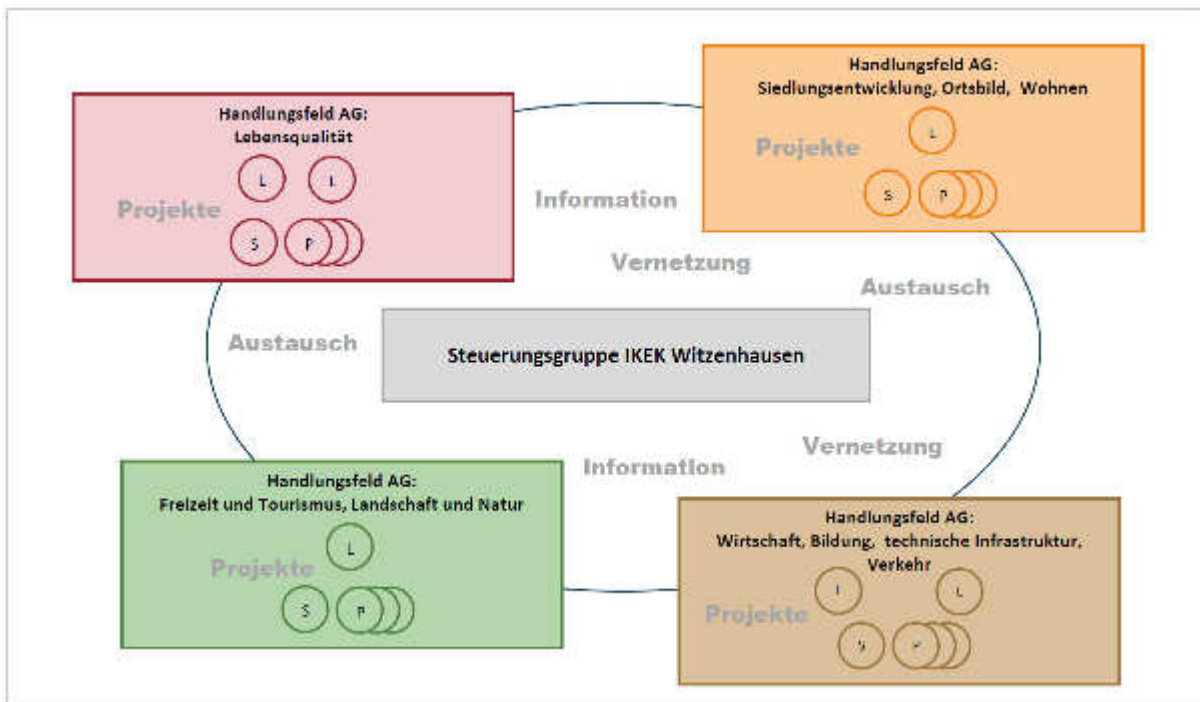 Handlungsfeld AG:
Lebensqualität
L L
Projekte
S P
Handlungsfeld AG:
Siedlungsentwicklung, Ortsbild, Wohnen
L
Projekte
S P
Information
Vernetzung
Austausch
Austausch
Steuerungsgruppe IKEK Witzenhausen
Vernetzung
Information
Handlungsfeld AG:
Freizeit und Tourismus, Landschaft und Natur
L
Projekte
S P
Handlungsfeld AG:
Wirtschaft, Bildung, technische Infrastruktur,
Verkehr
L L
Projekte
S P